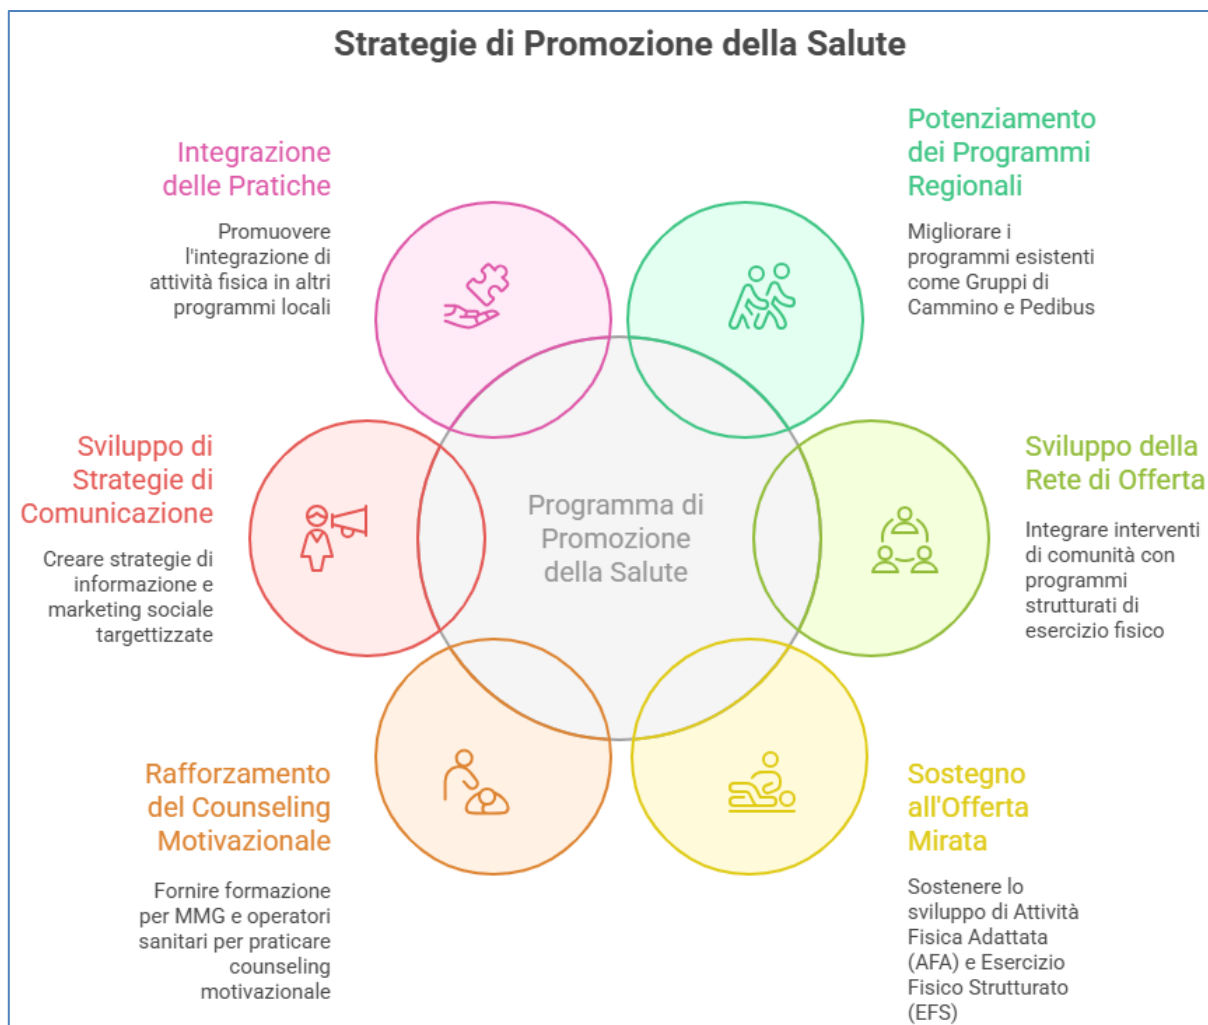 Strategie di Promozione della Salute
Integrazione
delle Pratiche
Promuovere
l'integrazione di
attività fisica in altri
programmi locali
Potenziamento
dei Programmi
Regionali
Migliorare i
programmi esistenti
come Gruppi di
Cammino e Pedibus
Sviluppo di
Strategie di
Comunicazione
Creare strategie di
informazione e
marketing sociale
targettizzate
Programma di
Promozione
della Salute
Sviluppo della
Rete di Offerta
Integrare interventi
di comunità con
programmi
strutturati di
esercizio fisico
Rafforzamento
del Counseling
Motivazionale
Fornire formazione
per MMG e operatori
sanitari per praticare
counseling
motivazionale
Sostegno
all'Offerta
Mirata
Sostenere lo
sviluppo di Attività
Fisica Adattata
(AFA) e Esercizio
Fisico Strutturato
(EFS)